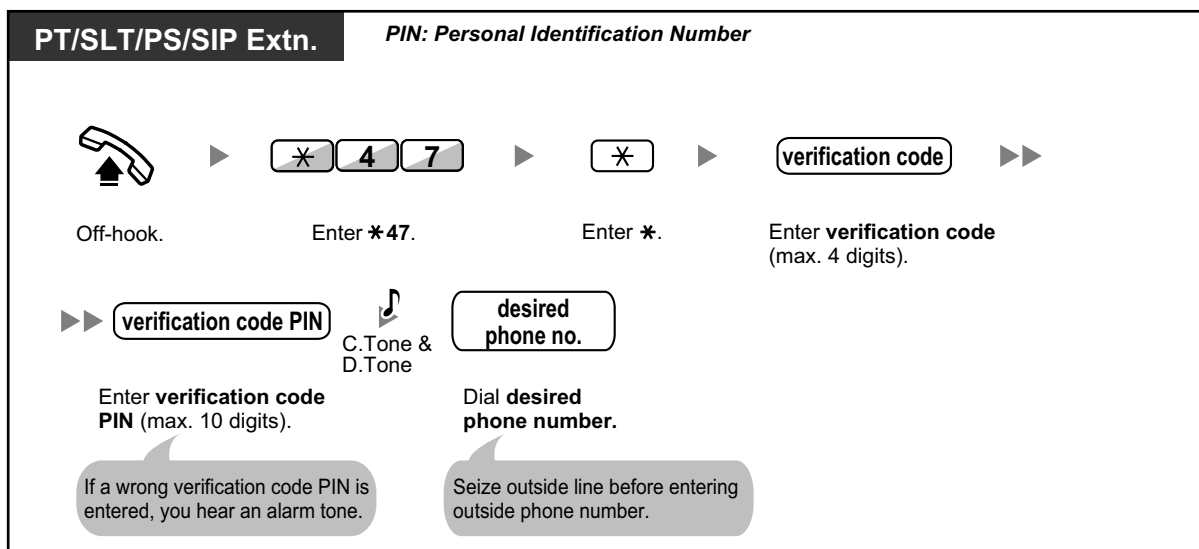 PT/SLT/PS/SIP Extn.
PIN: Personal Identification Number
* 4 7
*
verification code
Off-hook.
Enter *47.
Enter *.
Enter verification code
(max. 4 digits).
verification code PIN
C.Tone &
D.Tone
desired
phone no.
Enter verification code
PIN (max. 10 digits).
Dial desired
phone number.
If a wrong verification code PIN is
entered, you hear an alarm tone.
Seize outside line before entering
outside phone number.